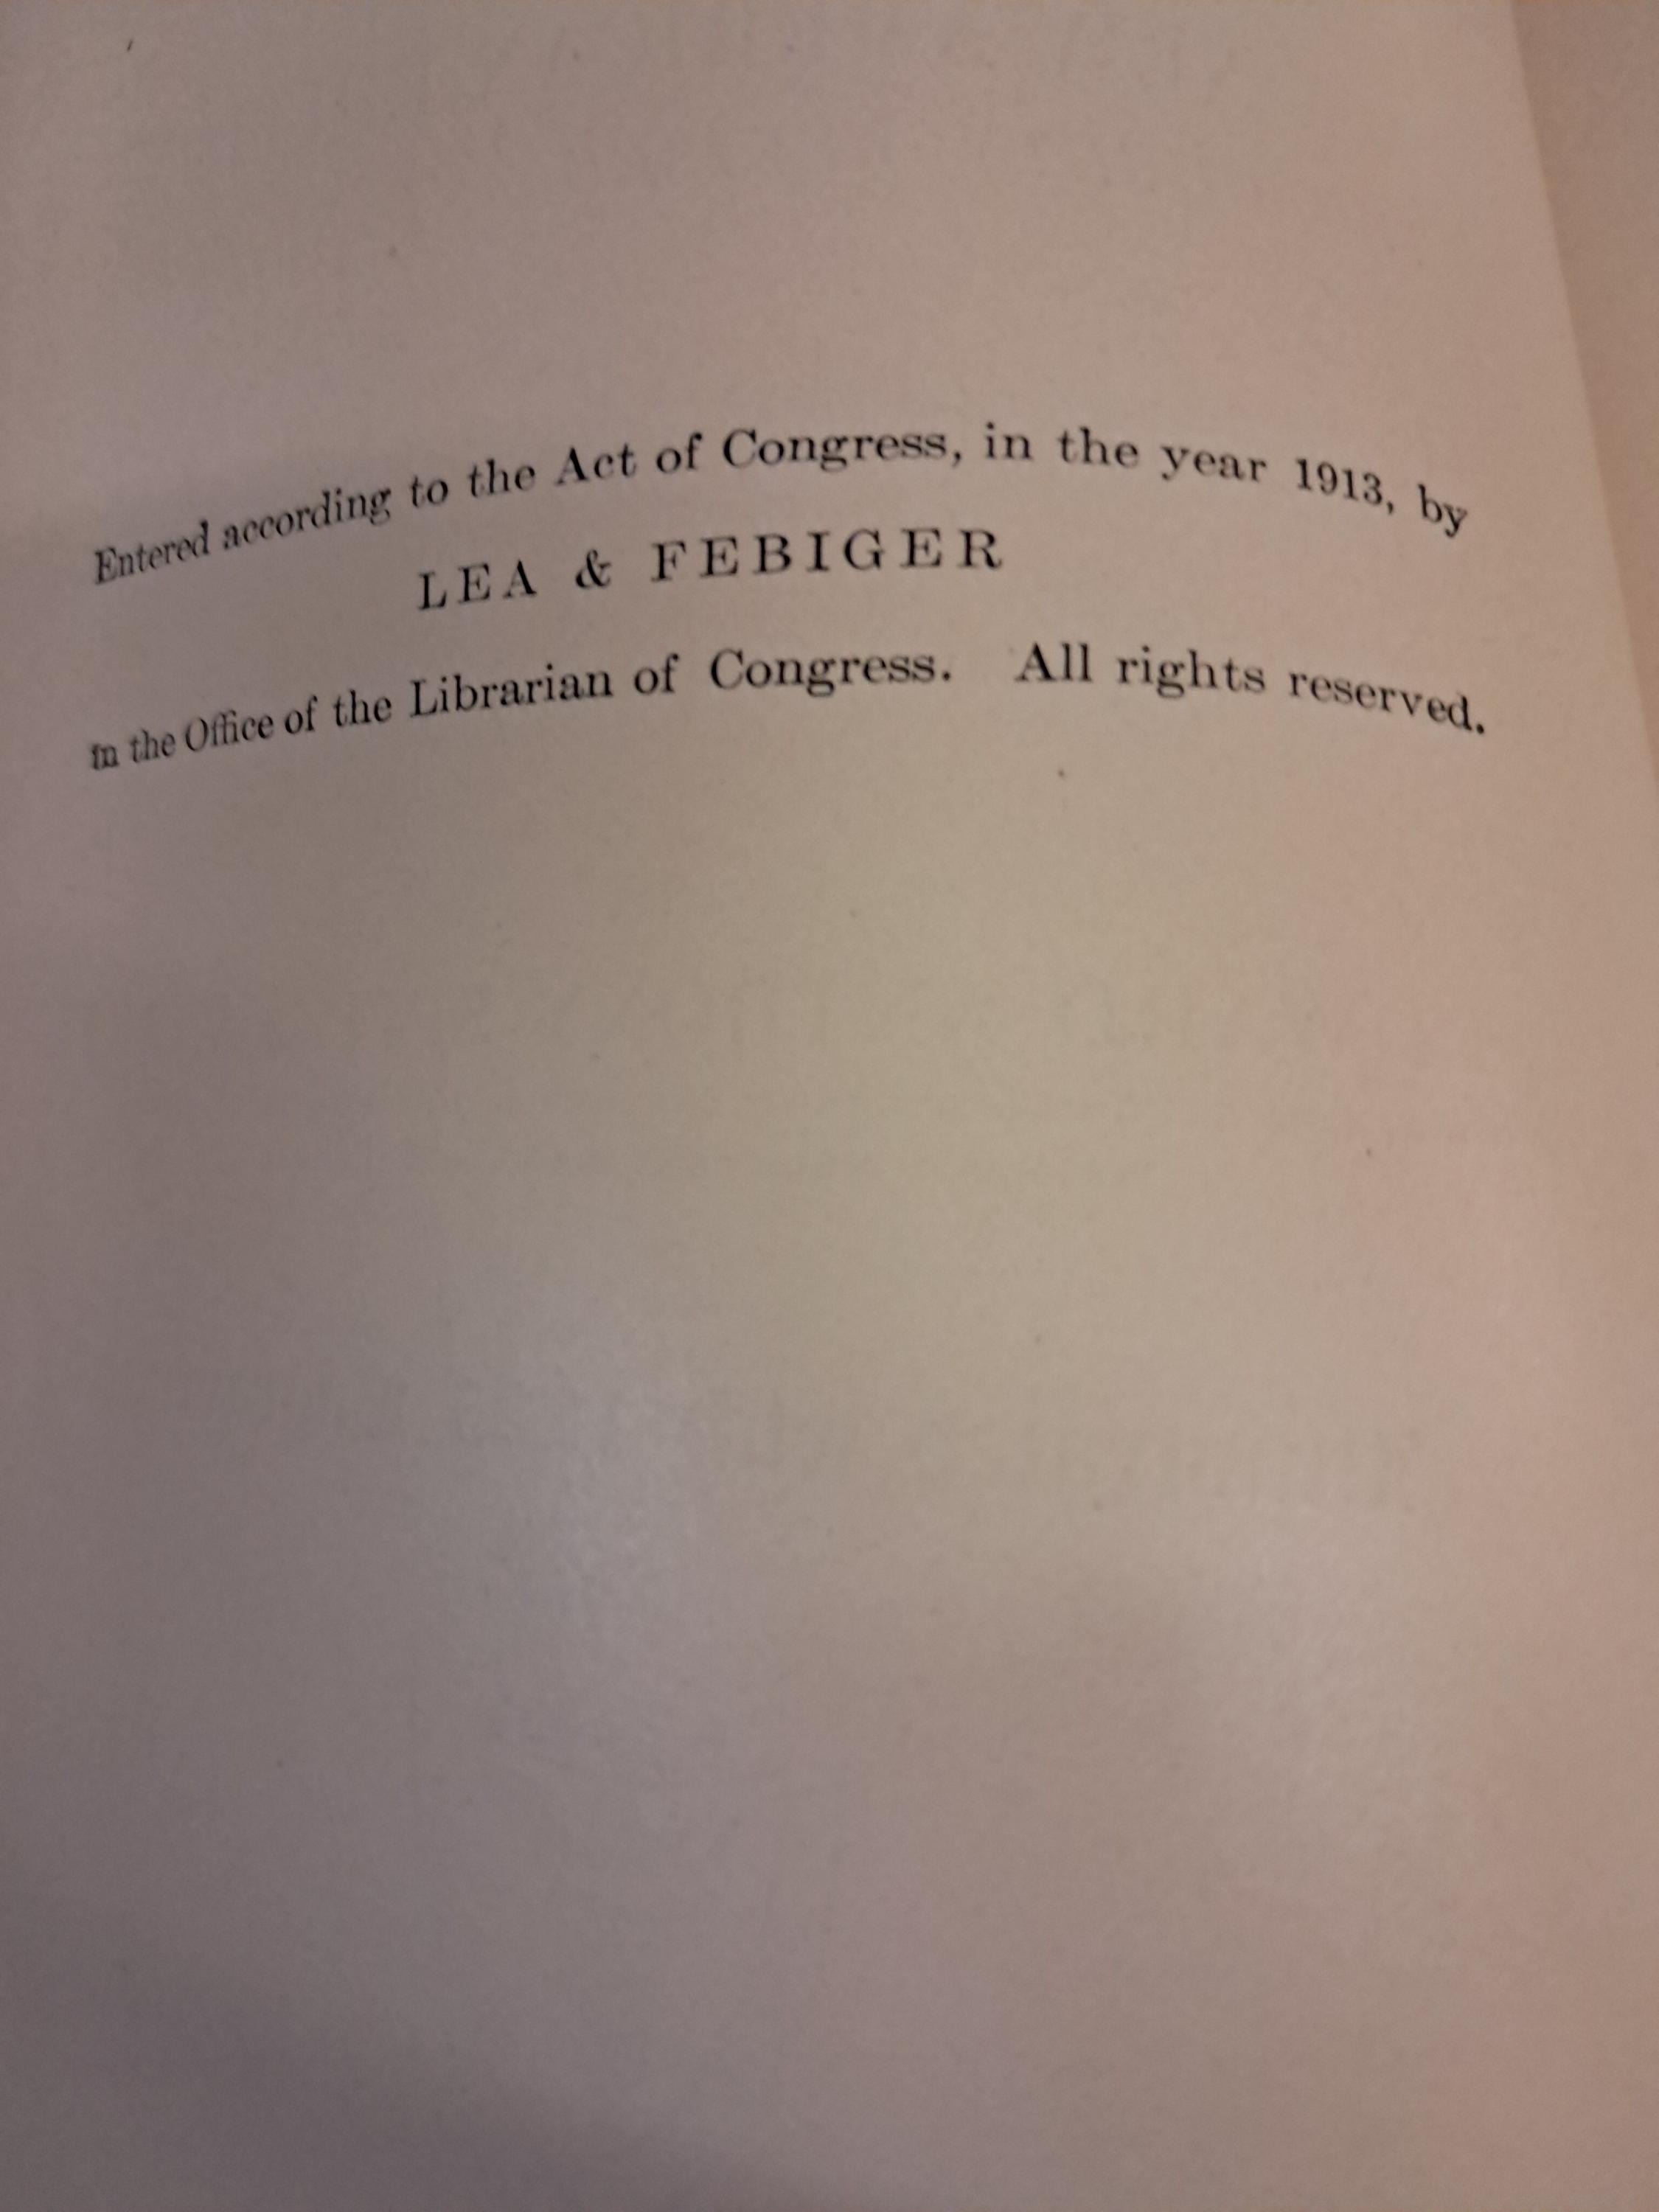 Entered according to the Act of Congress, in the year 1913, by
LEA & FEBIGER
in the Office of the Librarian of Congress. All rights reserved.